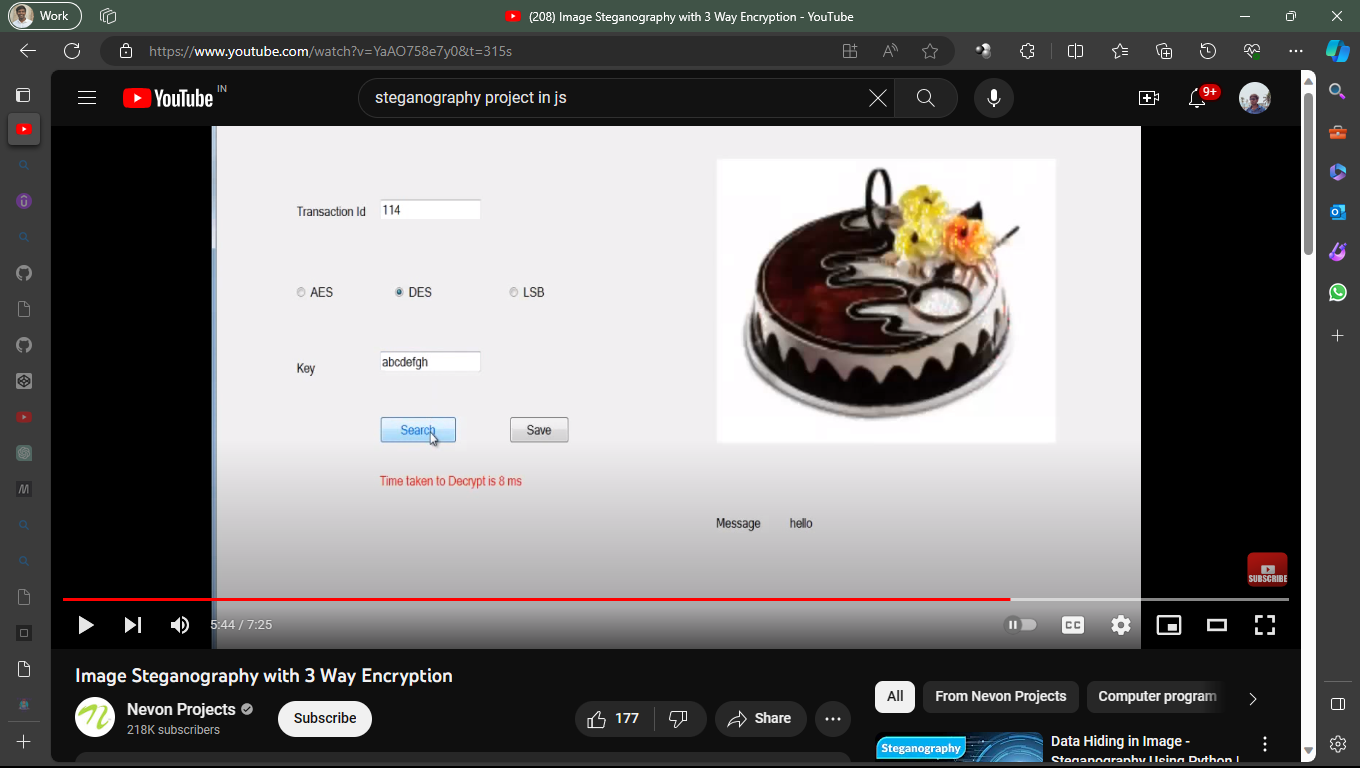 Work
(208) Image Steganography with 3 Way Encryption - YouTube
https://www.youtube.com/watch?v=YaAO758e7y0&t=315s
YouTube IN
steganography project in js
9+
Transaction Id 114
AES DES LSB
Key abcdefgh
Search Save
Time taken to Decrypt is 8 ms
Message hello
SUBSCRIBE
5:44 / 7:25
CC
Image Steganography with 3 Way Encryption
Nevon Projects
218K subscribers
Subscribe
177
Share
All
From Nevon Projects
Computer program
Steganography
Data Hiding in Image -
Steganography Using Python |